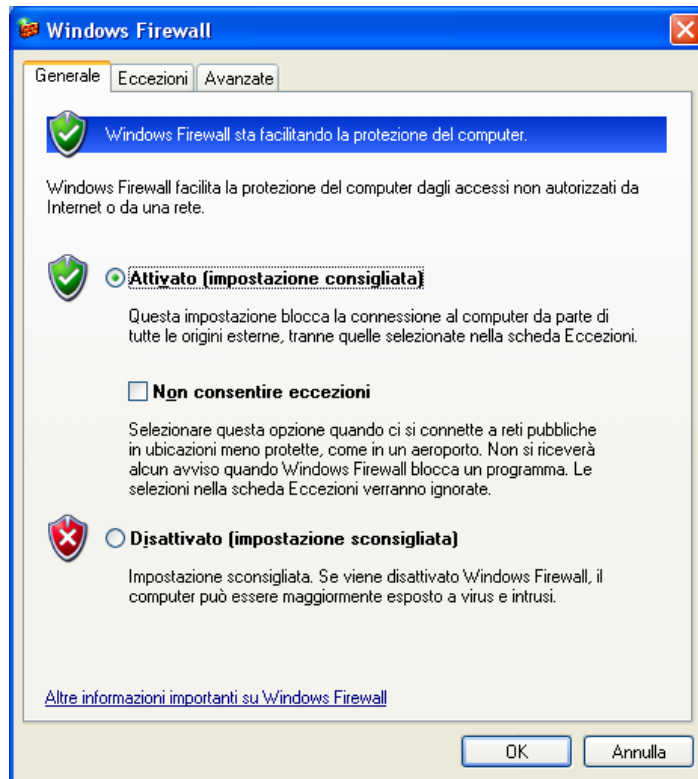 Windows Firewall
Generale
Eccezioni
Avanzate
Windows Firewall sta facilitando la protezione del computer.
Windows Firewall facilita la protezione del computer dagli accessi non autorizzati da
Internet o da una rete.
Attivato (impostazione consigliata)
Questa impostazione blocca la connessione al computer da parte di
tutte le origini esterne, tranne quelle selezionate nella scheda Eccezioni.
Non consentire eccezioni
Selezionare questa opzione quando ci si connette a reti pubbliche
in ubicazioni meno protette, come in un aeroporto. Non si riceverà
alcun avviso quando Windows Firewall blocca un programma. Le
selezioni nella scheda Eccezioni verranno ignorate.
Disattivato (impostazione sconsigliata)
Impostazione sconsigliata. Se viene disattivato Windows Firewall, il
computer può essere maggiormente esposto a virus e intrusi.
Altre informazioni importanti su Windows Firewall
OK
Annulla